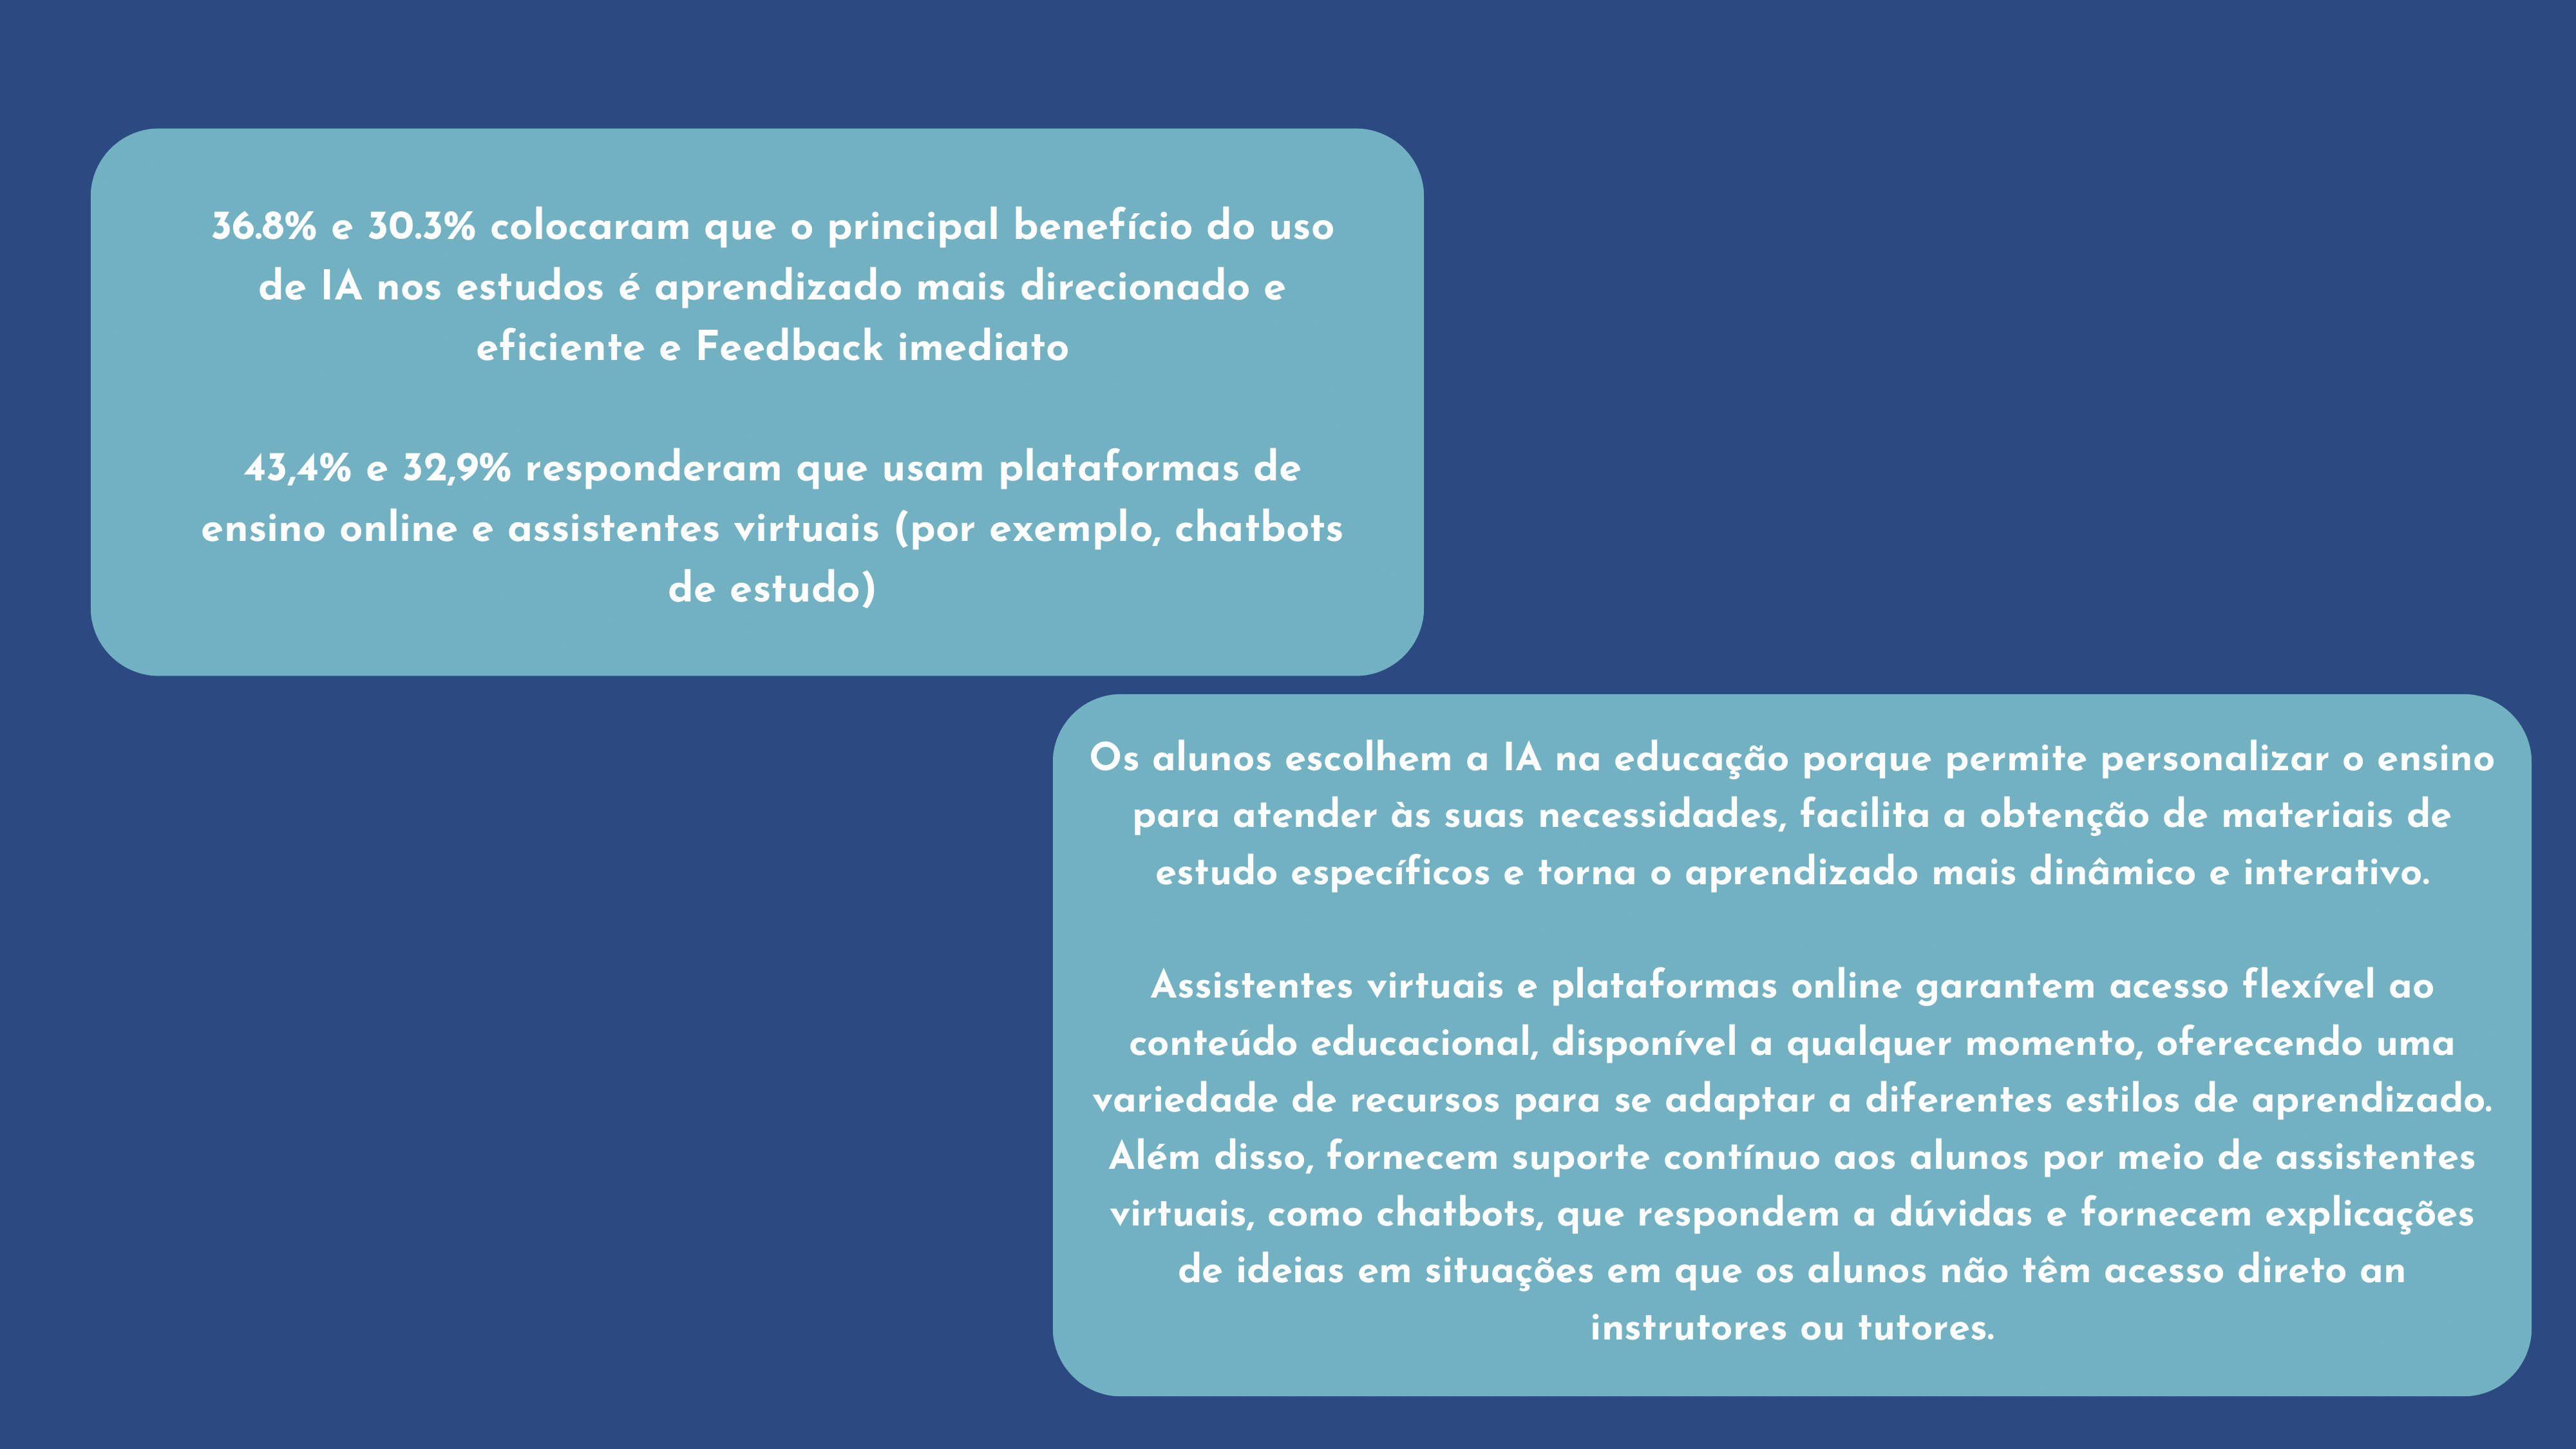 36.8% e 30.3% colocaram que o principal benefício do uso
de IA nos estudos é aprendizado mais direcionado e
eficiente e Feedback imediato
43,4% e 32,9% responderam que usam plataformas de
ensino online e assistentes virtuais (por exemplo, chatbots
de estudo)
Os alunos escolhem a IA na educação porque permite personalizar o ensino
para atender às suas necessidades, facilita a obtenção de materiais de
estudo específicos e torna o aprendizado mais dinâmico e interativo.
Assistentes virtuais e plataformas online garantem acesso flexível ao
conteúdo educacional, disponível a qualquer momento, oferecendo uma
variedade de recursos para se adaptar a diferentes estilos de aprendizado.
Além disso, fornecem suporte contínuo aos alunos por meio de assistentes
virtuais, como chatbots, que respondem a dúvidas e fornecem explicações
de ideias em situações em que os alunos não têm acesso direto an
instrutores ou tutores.